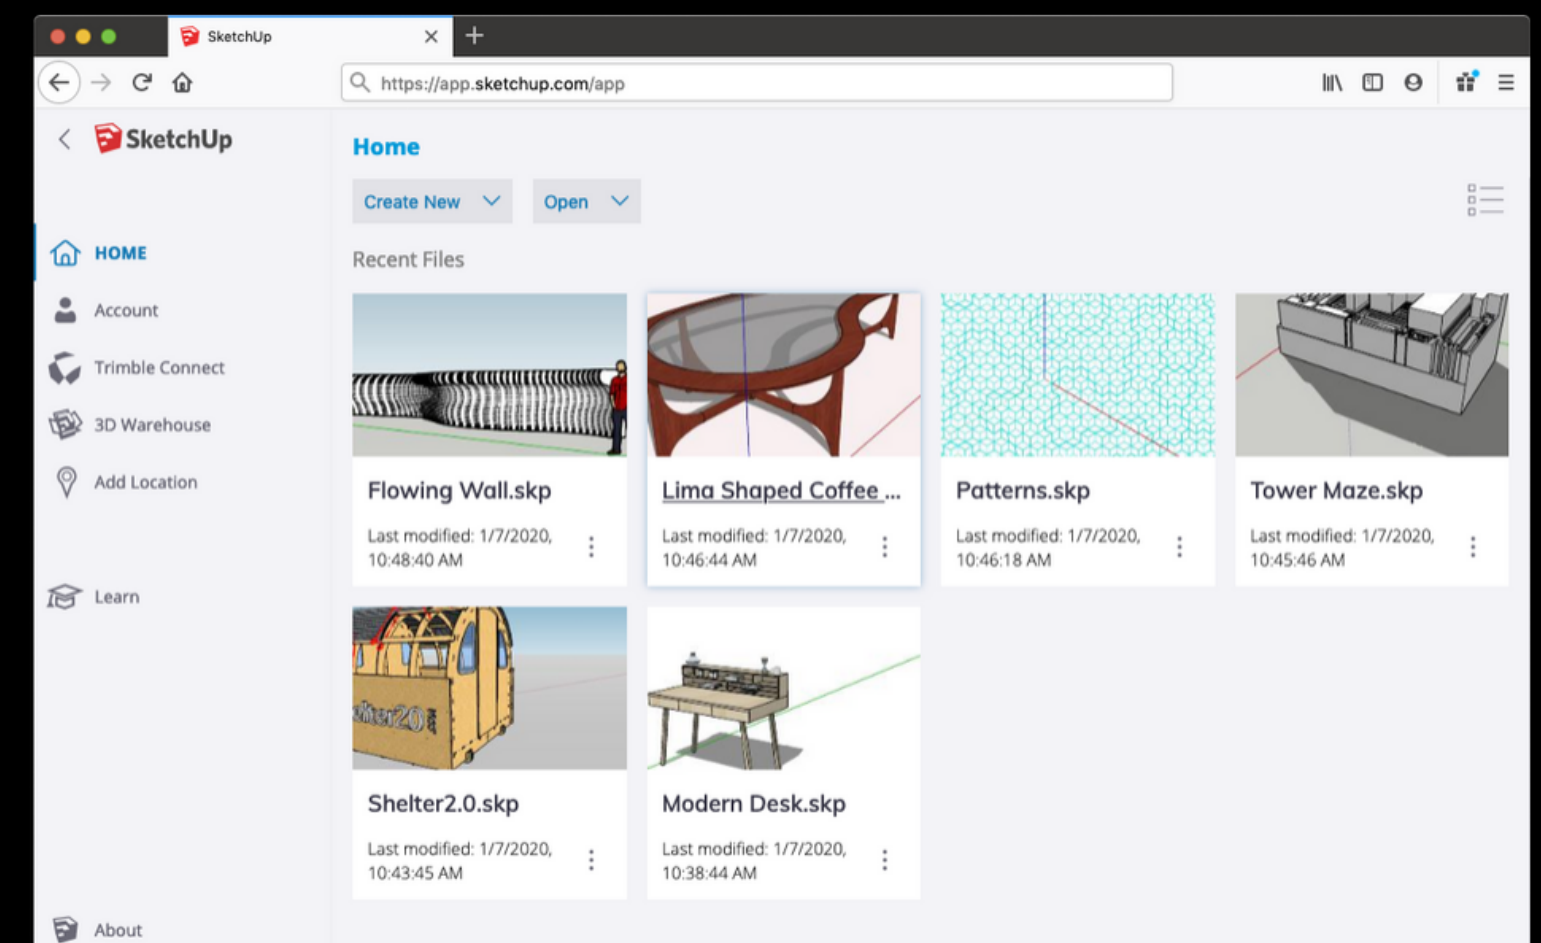 SketchUp
https://app.sketchup.com/app
SketchUp
HOME
Account
Trimble Connect
3D Warehouse
Add Location
Learn
About
Home
Create New
Open
Recent Files
Flowing Wall.skp
Last modified: 1/7/2020,
10:48:40 AM
Lima Shaped Coffee ...
Last modified: 1/7/2020,
10:46:44 AM
Patterns.skp
Last modified: 1/7/2020,
10:46:18 AM
Tower Maze.skp
Last modified: 1/7/2020,
10:45:46 AM
elter20
Shelter2.0.skp
Last modified: 1/7/2020,
10:43:45 AM
Modern Desk.skp
Last modified: 1/7/2020,
10:38:44 AM